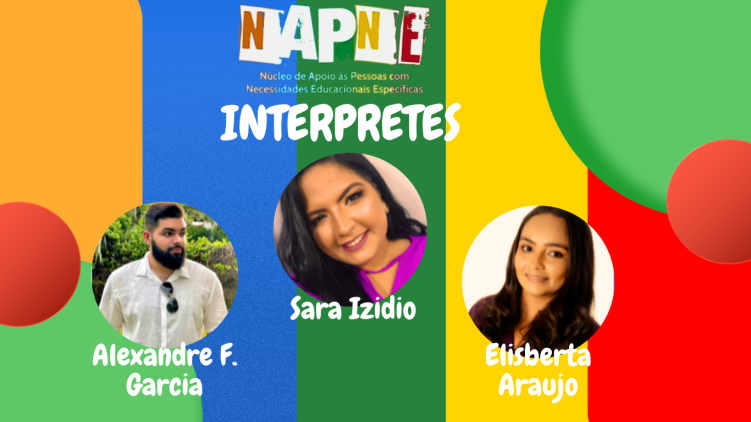 NAPNE
Núcleo de Apoio às Pessoas com
Necessidades Educacionais Específicas
INTERPRETES
Sara Izidio
Alexandre F.
Garcia
Elisberta
Araujo